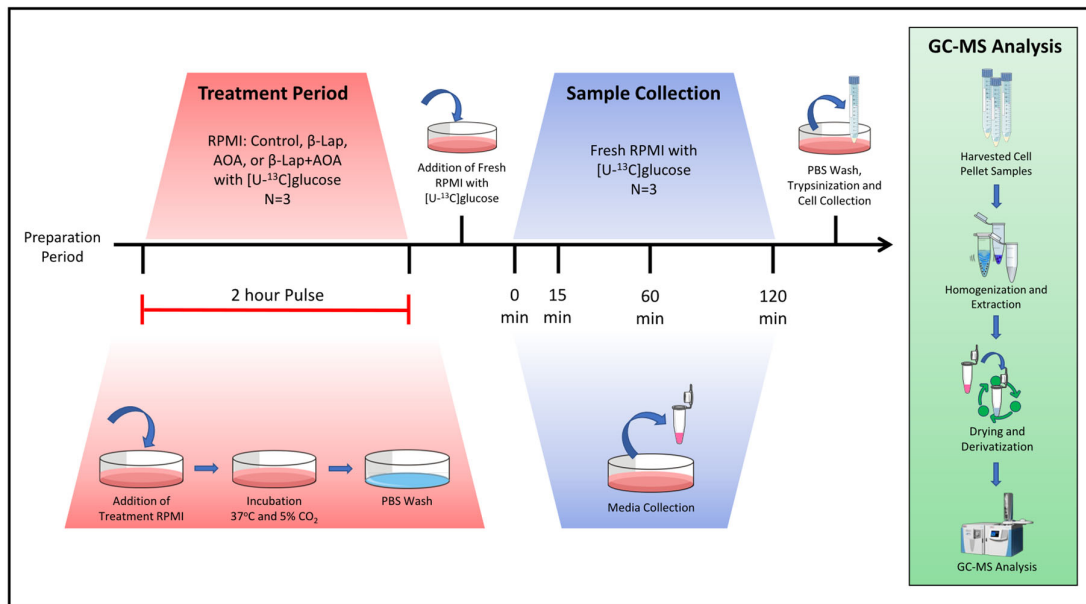 Treatment Period
RPMI: Control, β-Lap,
AOA, or β-Lap+AOA
with [U-¹³C]glucose
N=3
Addition of Fresh
RPMI with
[U-¹³C]glucose
Sample Collection
Fresh RPMI with
[U-¹³C]glucose
N=3
PBS Wash,
Trypsinization and
Cell Collection
Preparation
Period
2 hour Pulse
0
min
15
min
60
min
120
min
Addition of
Treatment RPMI
Incubation
37°C and 5% CO₂
PBS Wash
Media Collection
GC-MS Analysis
Harvested Cell
Pellet Samples
Homogenization and
Extraction
Drying and
Derivatization
GC-MS Analysis